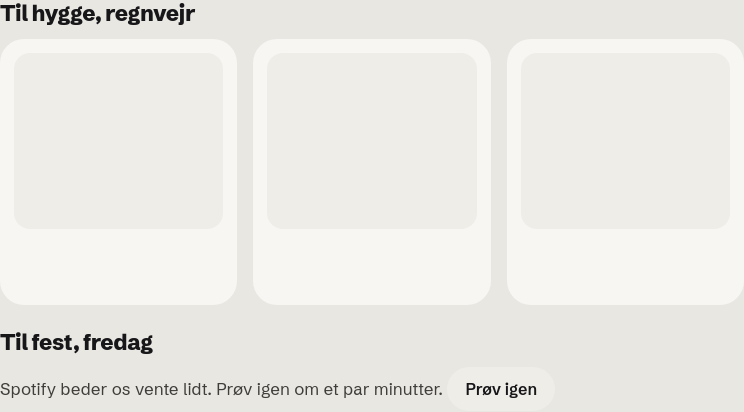 Til hygge, regnvejr
Til fest, fredag
Spotify beder os vente lidt. Prøv igen om et par minutter. Prøv igen